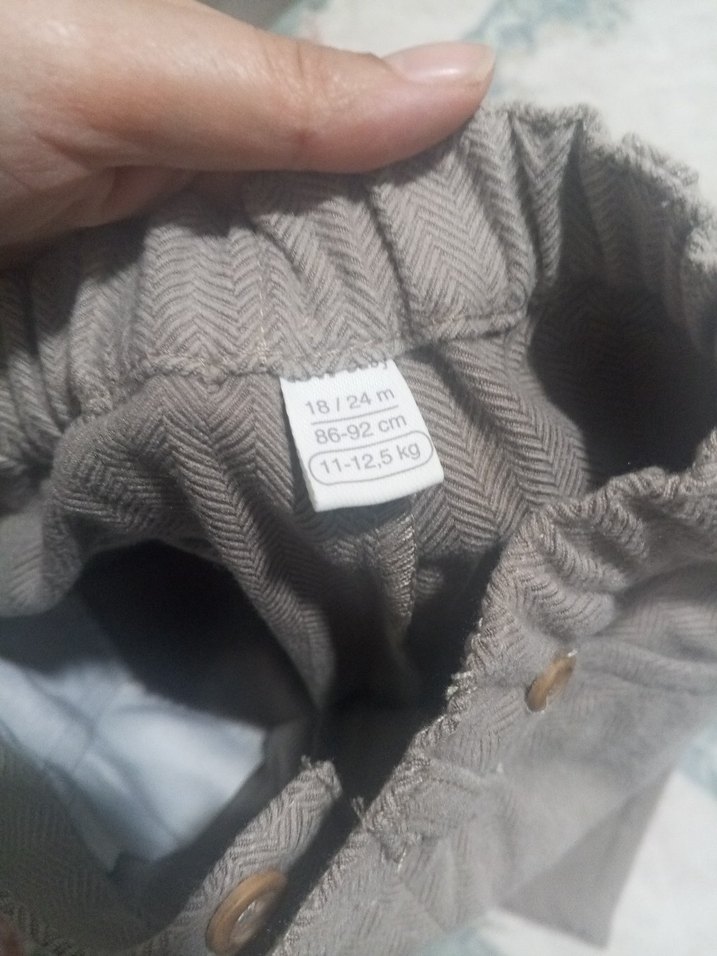 18 / 24 m
86-92 cm
11-12,5 kg